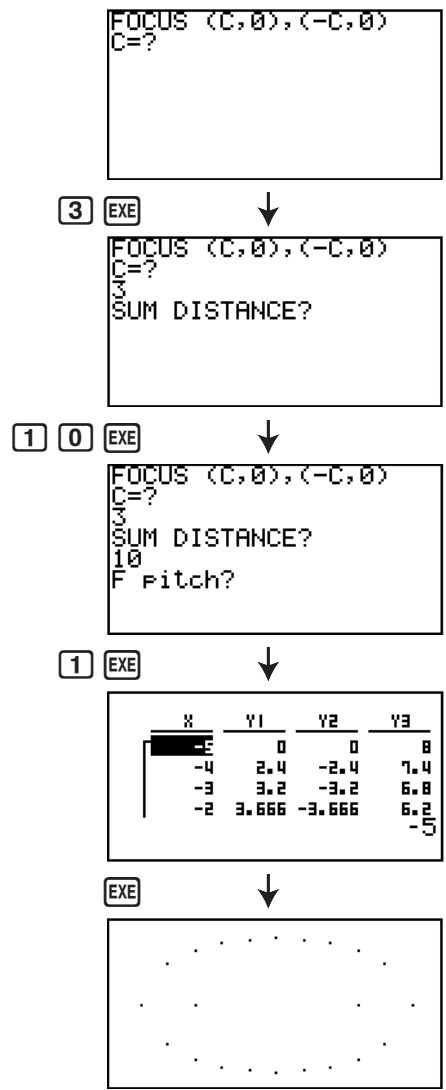 FOCUS (C,0),(-C,0)
C=?
3 EXE
FOCUS (C,0),(-C,0)
C=?
3
SUM DISTANCE?
1 0 EXE
FOCUS (C,0),(-C,0)
C=?
3
SUM DISTANCE?
10
F pitch?
1 EXE
X Y1 Y2 Y3
-5 0 0 8
-4 2.4 -2.4 7.4
-3 3.2 -3.2 6.8
-2 3.666 -3.666 6.2
-5
EXE